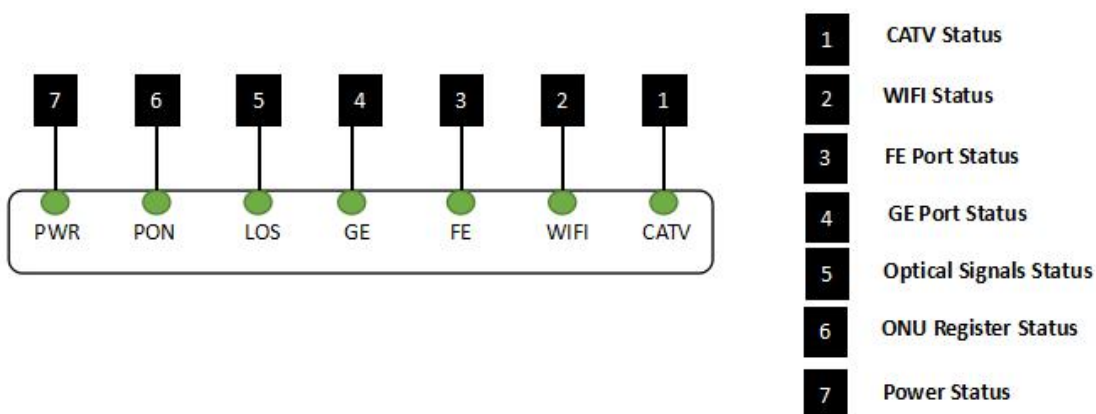 7 6 5 4 3 2 1
PWR PON LOS GE FE WIFI CATV
1 CATV Status
2 WIFI Status
3 FE Port Status
4 GE Port Status
5 Optical Signals Status
6 ONU Register Status
7 Power Status